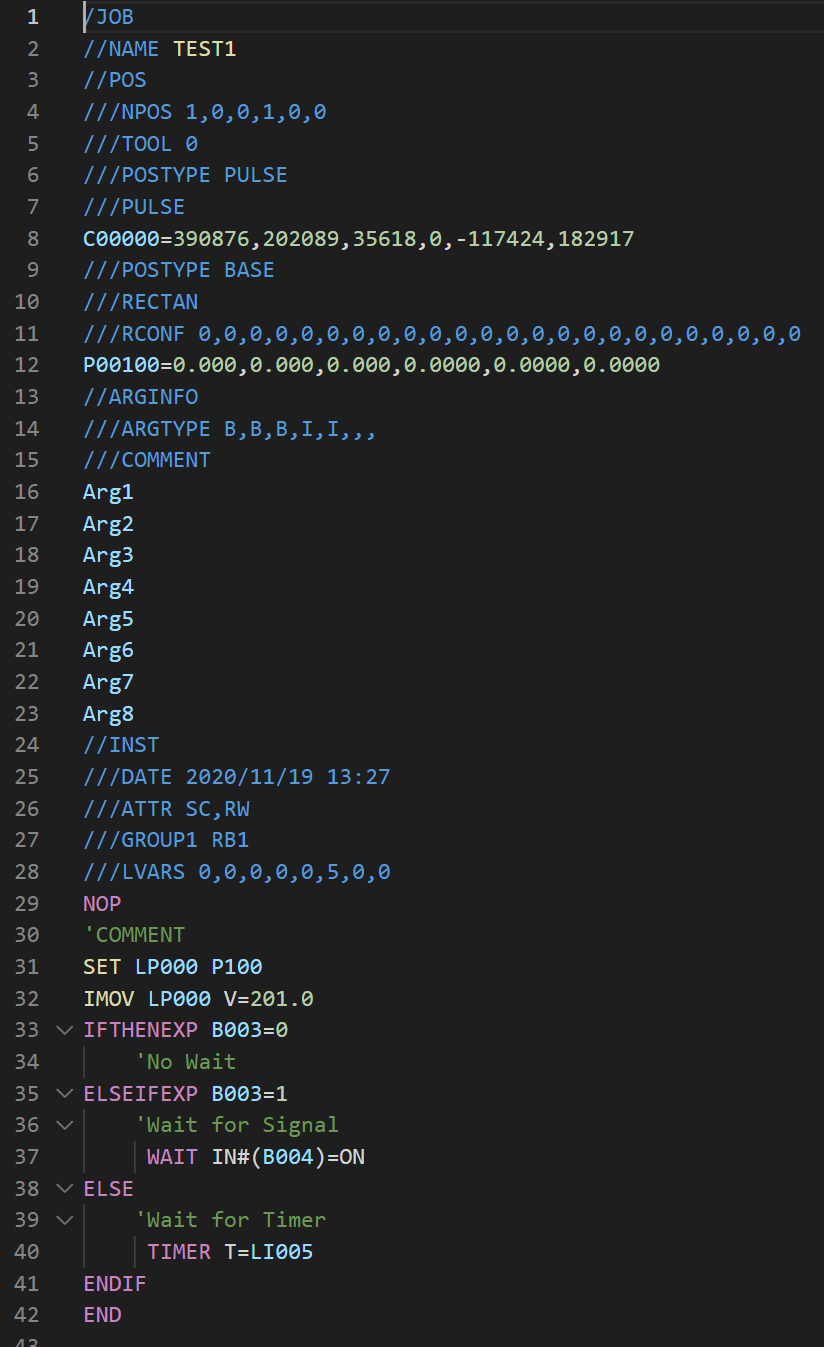 1 /JOB
2 //NAME TEST1
3 //POS
4 ///NPOS 1,0,0,1,0,0
5 ///TOOL 0
6 ///POSTYPE PULSE
7 ///PULSE
8 C00000=390876,202089,35618,0,-117424,182917
9 ///POSTYPE BASE
10 ///RECTAN
11 ///RCONF 0,0,0,0,0,0,0,0,0,0,0,0,0,0,0,0,0,0,0,0,0,0,0,0
12 P00100=0.000,0.000,0.000,0.0000,0.0000,0.0000
13 //ARGINFO
14 ///ARGTYPE B,B,B,I,I,,,
15 ///COMMENT
16 Arg1
17 Arg2
18 Arg3
19 Arg4
20 Arg5
21 Arg6
22 Arg7
23 Arg8
24 //INST
25 ///DATE 2020/11/19 13:27
26 ///ATTR SC,RW
27 ///GROUP1 RB1
28 ///LVARS 0,0,0,0,0,5,0,0
29 NOP
30 'COMMENT
31 SET LP000 P100
32 IMOV LP000 V=201.0
33 IFTHENEXP B003=0
34 'No Wait
35 ELSEIFEXP B003=1
36 'Wait for Signal
37 WAIT IN#(B004)=ON
38 ELSE
39 'Wait for Timer
40 TIMER T=LI005
41 ENDIF
42 END
43